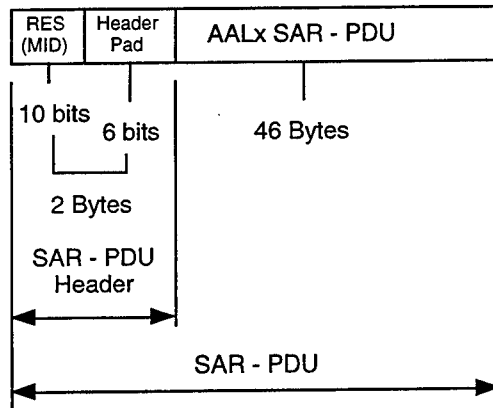 RES
(MID)
Header
Pad
AALx SAR - PDU
10 bits
6 bits
46 Bytes
2 Bytes
SAR - PDU
Header
SAR - PDU